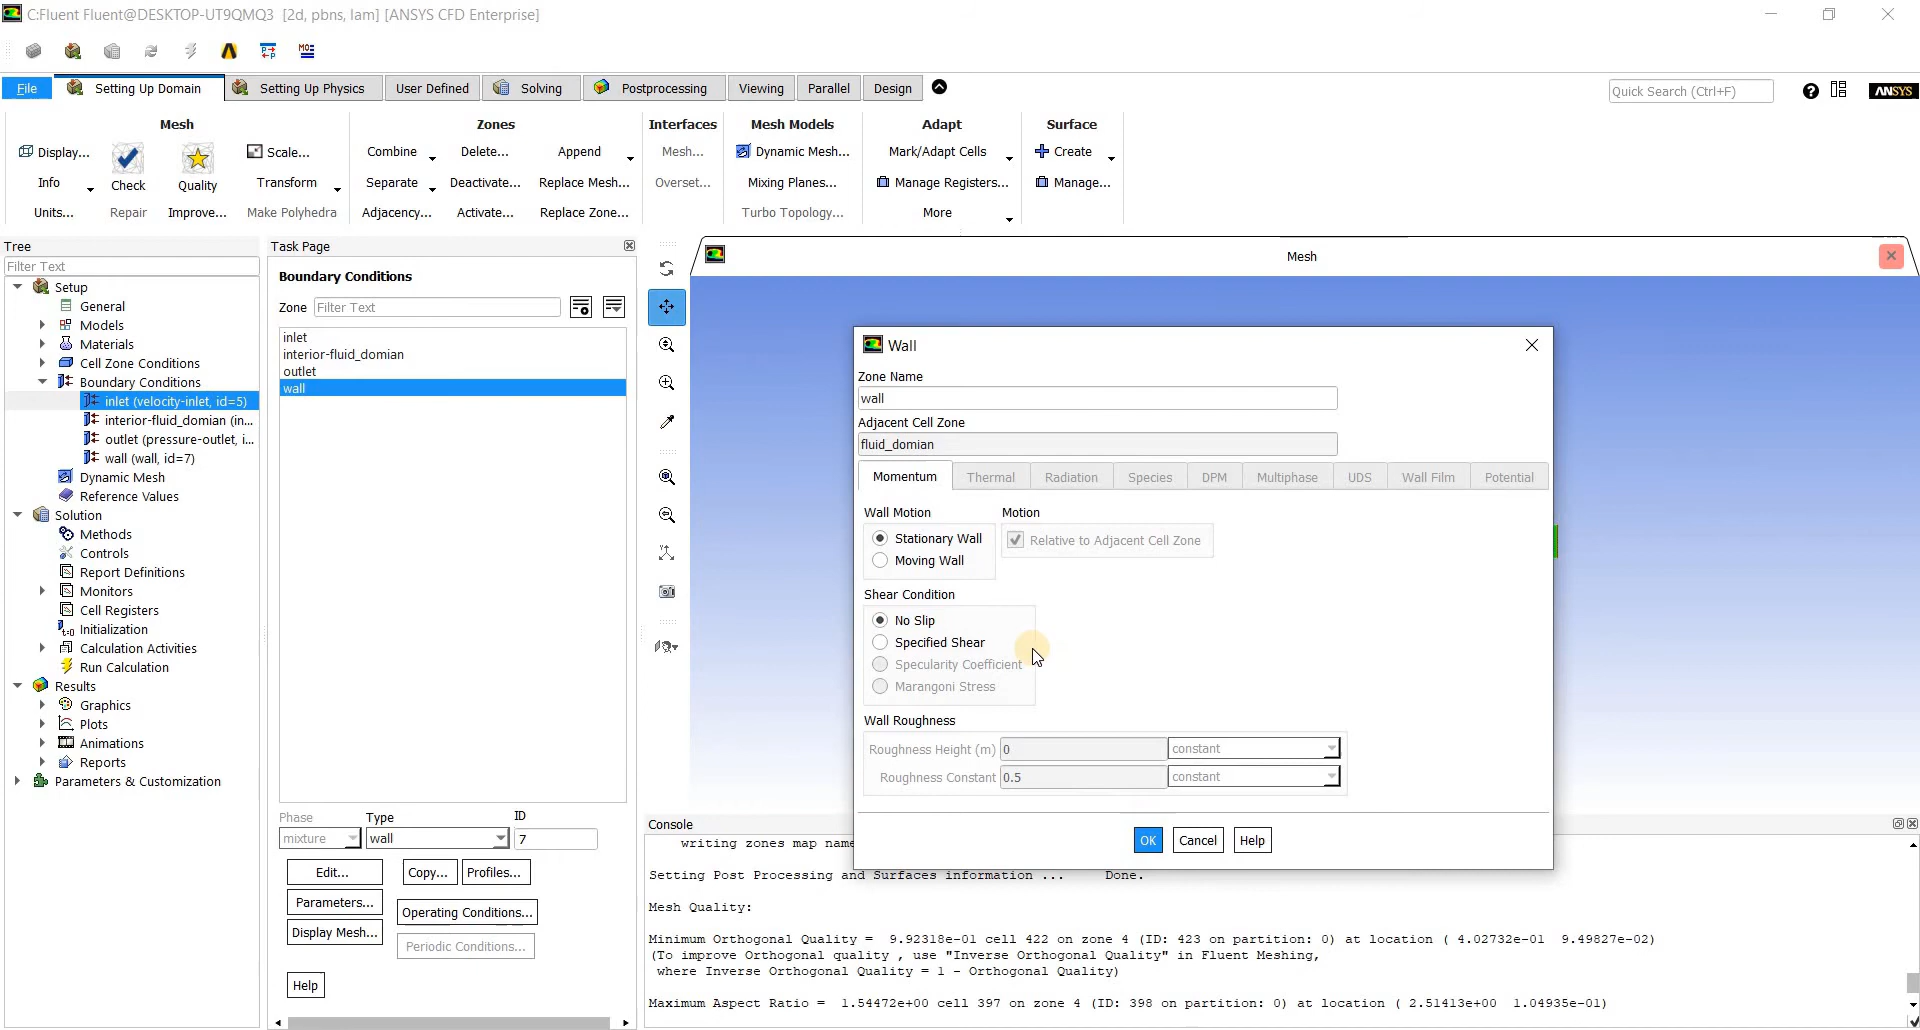 C:Fluent Fluent@DESKTOP-UT9QMQ3 [2d, pbns, lam] [ANSYS CFD Enterprise]
File
Setting Up Domain
Setting Up Physics
User Defined
Solving
Postprocessing
Viewing
Parallel
Design
Quick Search (Ctrl+F)
ANSYS
Mesh
Display...
Info
Units...
Check
Repair
Quality
Improve...
Scale...
Transform
Make Polyhedra
Zones
Combine
Separate
Adjacency...
Delete...
Deactivate...
Activate...
Append
Replace Mesh...
Replace Zone...
Interfaces
Mesh...
Overset...
Mesh Models
Dynamic Mesh...
Mixing Planes...
Turbo Topology...
Adapt
Mark/Adapt Cells
Manage Registers...
More
Surface
Create
Manage...
Tree
Filter Text
Setup
General
Models
Materials
Cell Zone Conditions
Boundary Conditions
inlet (velocity-inlet, id=5)
interior-fluid_domian (in...
outlet (pressure-outlet, i...
wall (wall, id=7)
Dynamic Mesh
Reference Values
Solution
Methods
Controls
Report Definitions
Monitors
Cell Registers
Initialization
Calculation Activities
Run Calculation
Results
Graphics
Plots
Animations
Reports
Parameters & Customization
Task Page
Boundary Conditions
Zone Filter Text
inlet
interior-fluid_domian
outlet
wall
Phase Type ID
mixture wall 7
Edit... Copy... Profiles...
Parameters... Operating Conditions...
Display Mesh... Periodic Conditions...
Help
Mesh
Wall
Zone Name
wall
Adjacent Cell Zone
fluid_domian
Momentum Thermal Radiation Species DPM Multiphase UDS Wall Film Potential
Wall Motion Motion
Stationary Wall Relative to Adjacent Cell Zone
Moving Wall
Shear Condition
No Slip
Specified Shear
Specularity Coefficient
Marangoni Stress
Wall Roughness
Roughness Height (m) 0 constant
Roughness Constant 0.5 constant
OK Cancel Help
Console
writing zones map name
Setting Post Processing and Surfaces information ... Done.
Mesh Quality:
Minimum Orthogonal Quality = 9.92318e-01 cell 422 on zone 4 (ID: 423 on partition: 0) at location ( 4.02732e-01 9.49827e-02)
(To improve Orthogonal quality , use "Inverse Orthogonal Quality" in Fluent Meshing,
where Inverse Orthogonal Quality = 1 - Orthogonal Quality)
Maximum Aspect Ratio = 1.54472e+00 cell 397 on zone 4 (ID: 398 on partition: 0) at location ( 2.51413e+00 1.04935e-01)